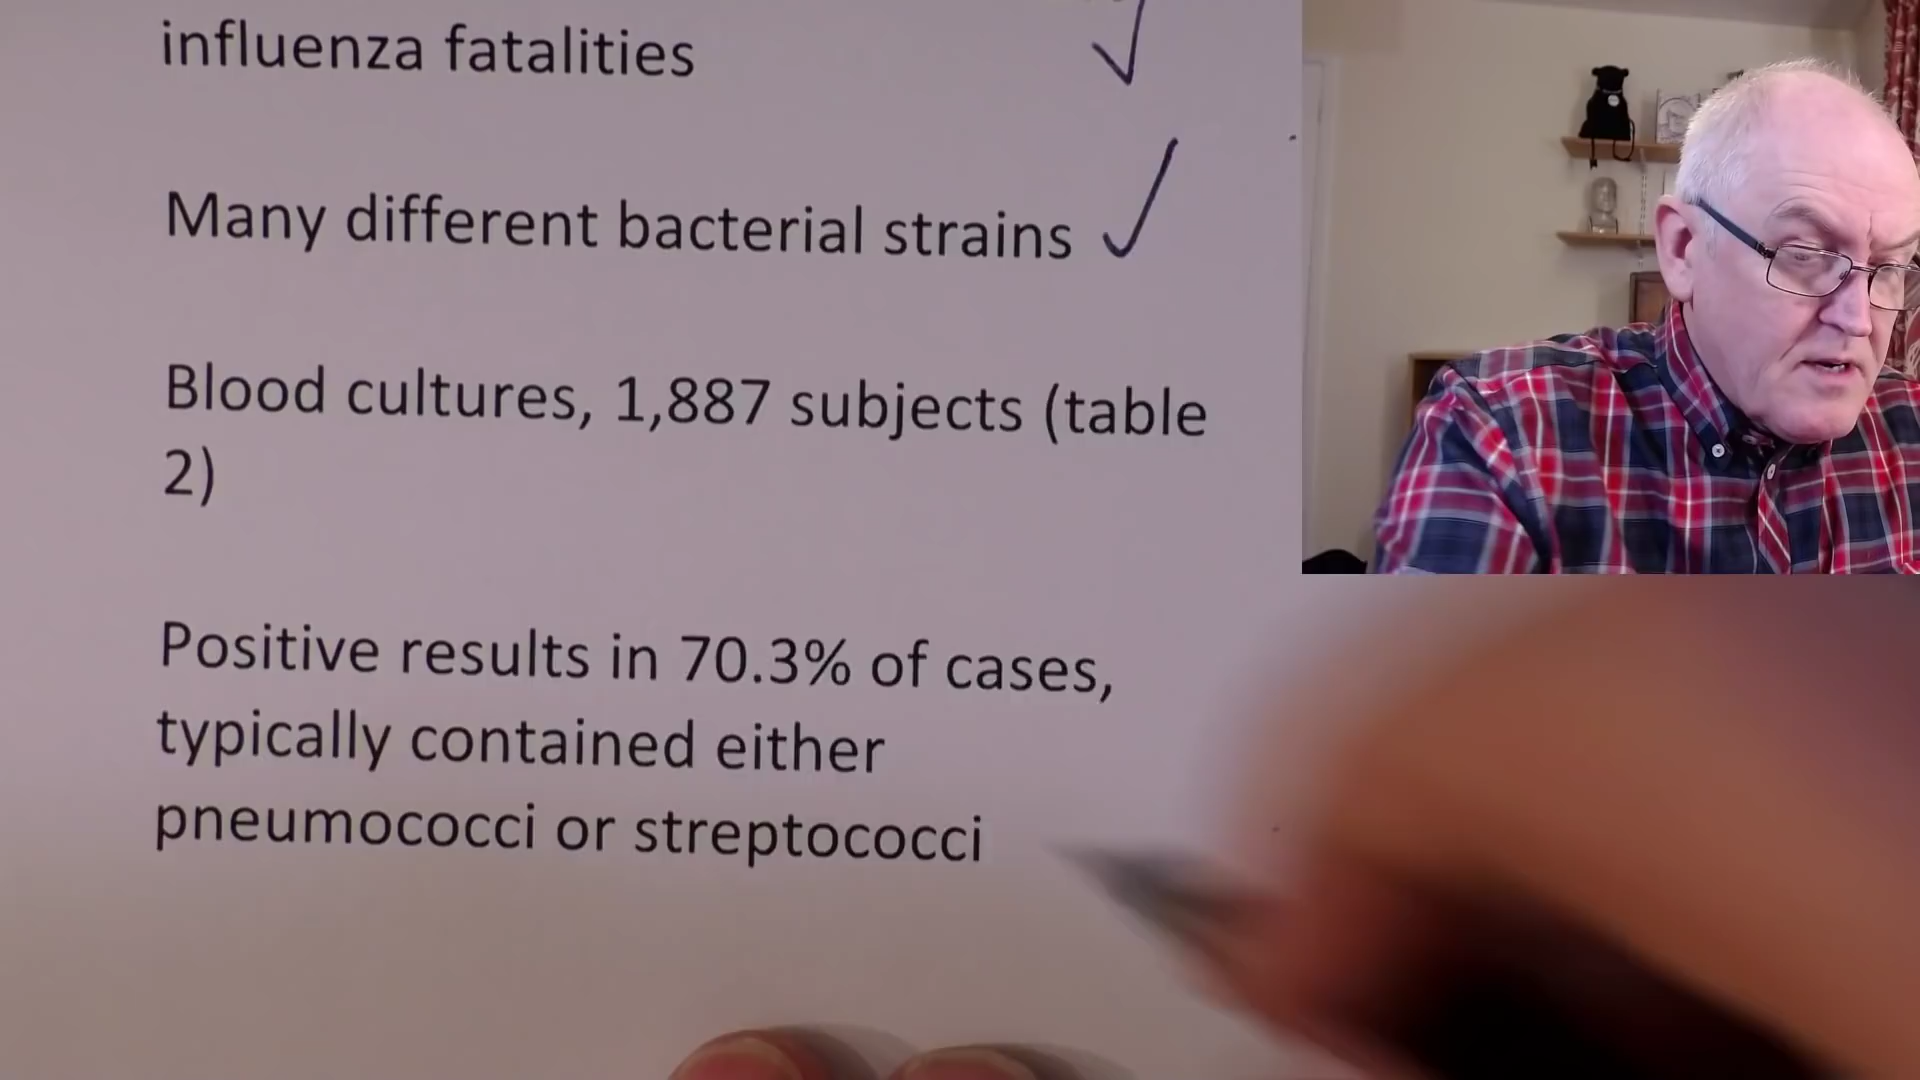 influenza fatalities
Many different bacterial strains
Blood cultures, 1,887 subjects (table
2)
Positive results in 70.3% of cases,
typically contained either
pneumococci or streptococci